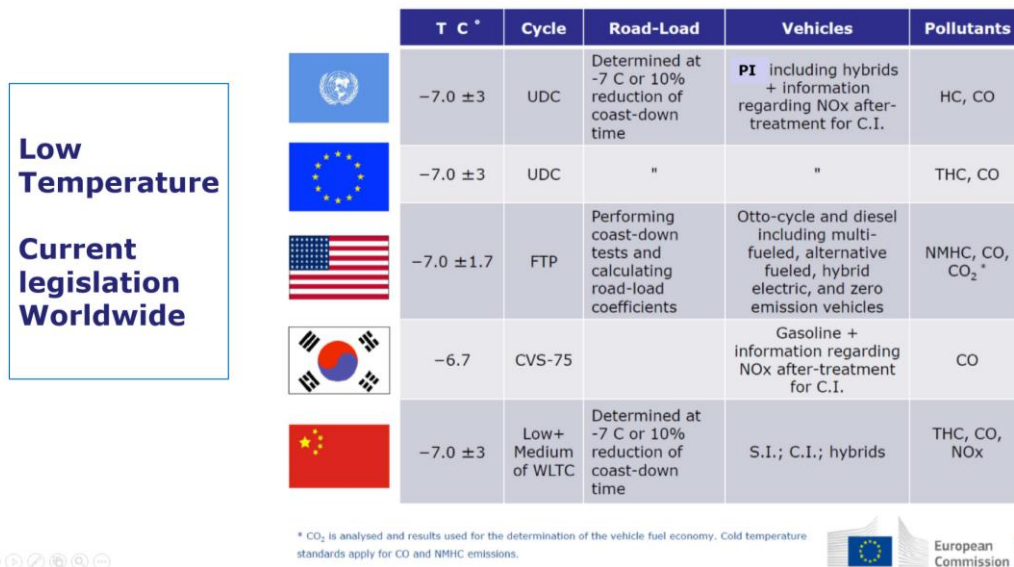 Low
Temperature
Current
legislation
Worldwide
T C *
Cycle
Road-Load
Vehicles
Pollutants
−7.0 ±3
UDC
Determined at
-7 C or 10%
reduction of
coast-down
time
PI including hybrids
+ information
regarding NOx after-
treatment for C.I.
HC, CO
−7.0 ±3
UDC
"
"
THC, CO
−7.0 ±1.7
FTP
Performing
coast-down
tests and
calculating
road-load
coefficients
Otto-cycle and diesel
including multi-
fueled, alternative
fueled, hybrid
electric, and zero
emission vehicles
NMHC, CO,
CO₂ *
−6.7
CVS-75
Gasoline +
information regarding
NOx after-treatment
for C.I.
CO
−7.0 ±3
Low+
Medium
of WLTC
Determined at
-7 C or 10%
reduction of
coast-down
time
S.I.; C.I.; hybrids
THC, CO,
NOx
* CO₂ is analysed and results used for the determination of the vehicle fuel economy. Cold temperature
standards apply for CO and NMHC emissions.
European
Commission